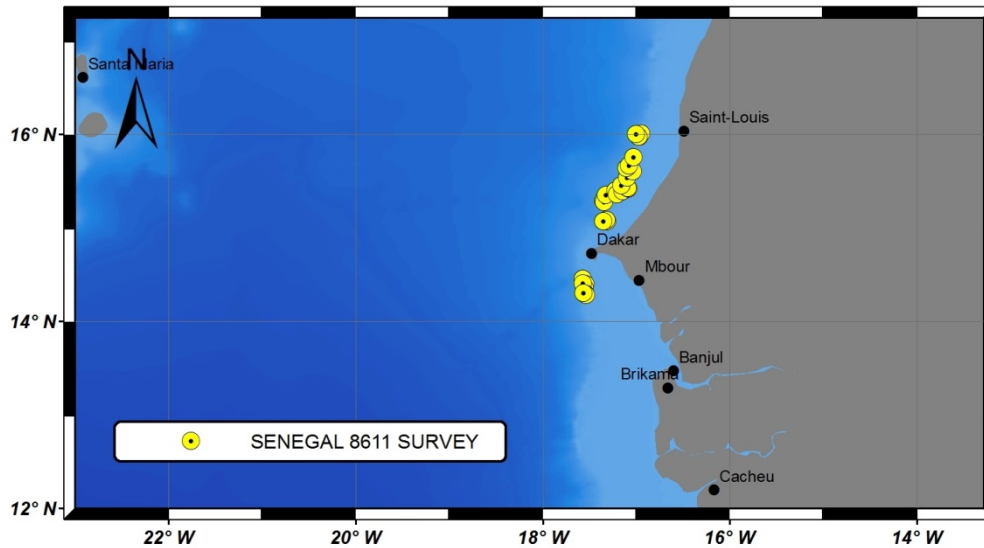 N
Santa Maria
16° N
Saint-Louis
Dakar
Mbour
14° N
Banjul
Brikama
SENEGAL 8611 SURVEY
Cacheu
12° N
22° W
20° W
18° W
16° W
14° W